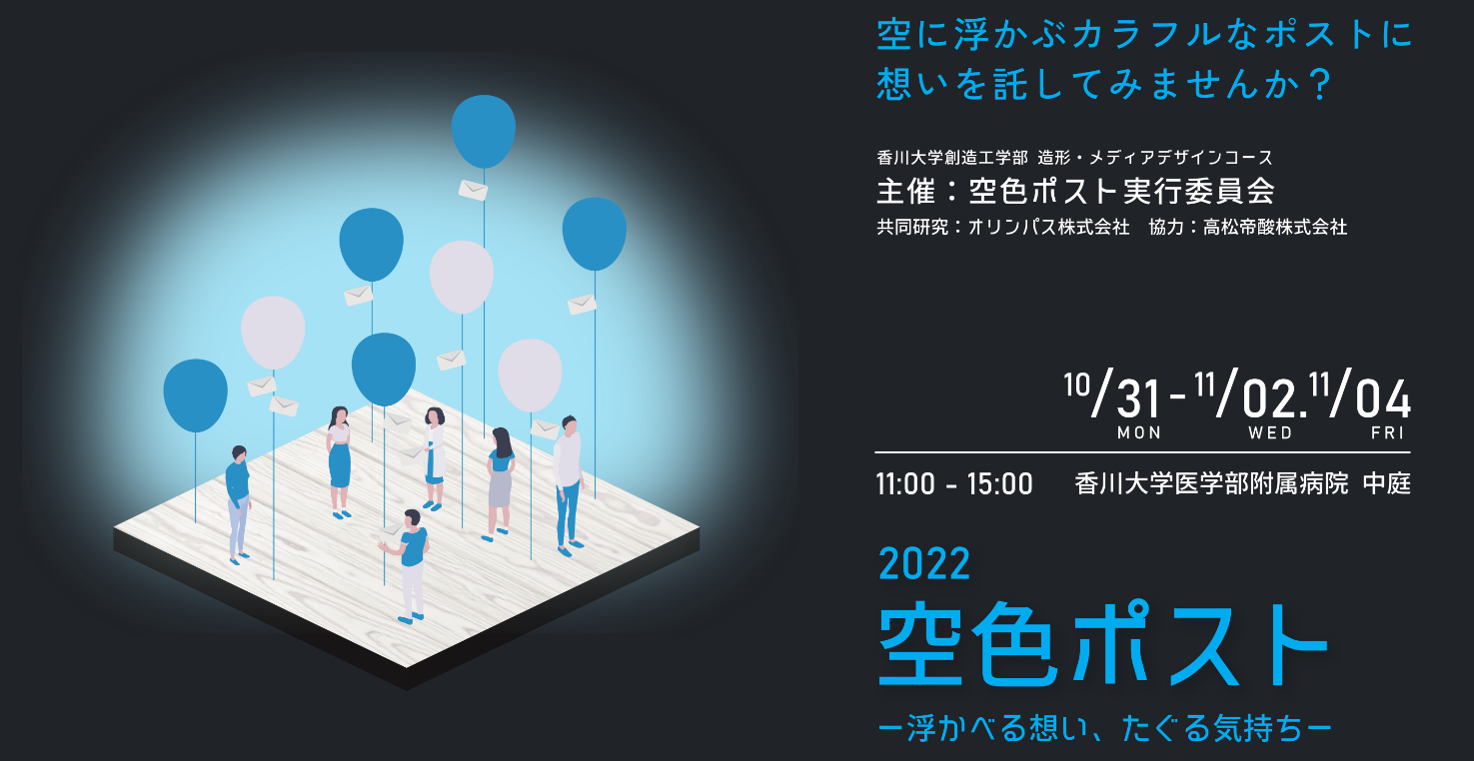 空に浮かぶカラフルなポストに
想いを託してみませんか？
香川大学創造工学部 造形・メディアデザインコース
主催：空色ポスト実行委員会
共同研究：オリンパス株式会社　協力：高松帝酸株式会社
10/31-11/02.11/04
MON WED FRI
11:00 - 15:00 香川大学医学部附属病院 中庭
2022
空色ポスト
ー浮かべる想い、たぐる気持ちー